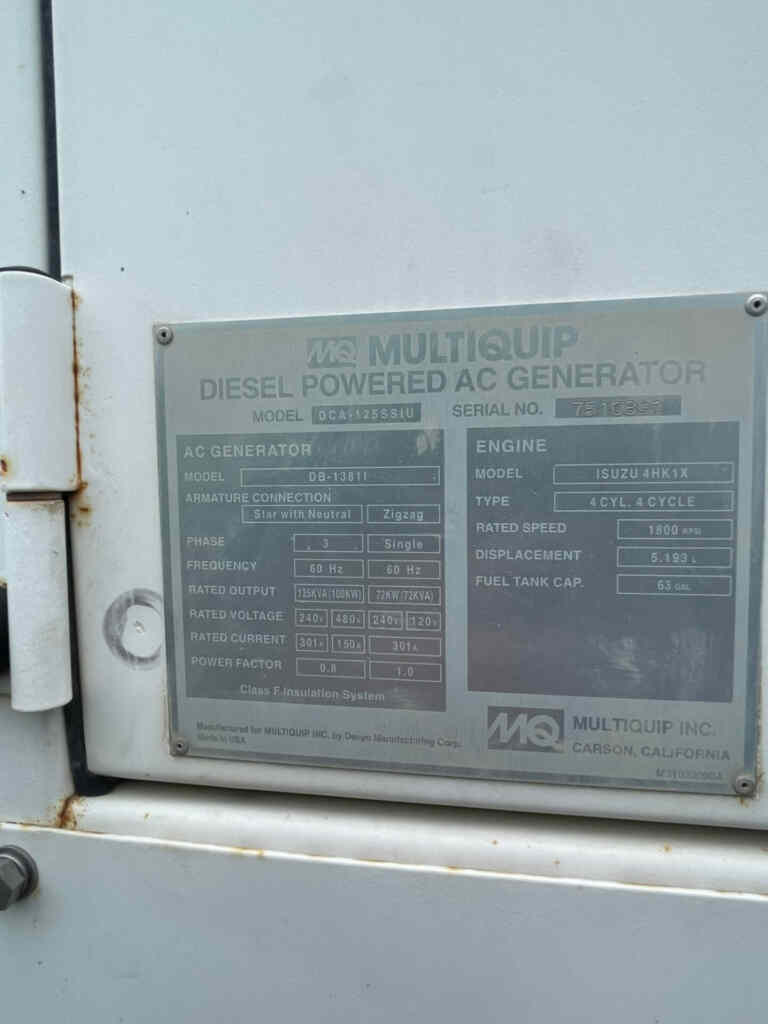 MQ MULTIQUIP
DIESEL POWERED AC GENERATOR
MODEL DCA-125SSIU SERIAL NO.
AC GENERATOR
MODEL DB-1381I
ARMATURE CONNECTION
Star with Neutral Zigzag
PHASE 3 Single
FREQUENCY 60 Hz 60 Hz
RATED OUTPUT 125KVA(100KW) 72KW(72KVA)
RATED VOLTAGE 240V 480V 240V 120V
RATED CURRENT 301A 150A 301A
POWER FACTOR 0.8 1.0
Class F Insulation System
ENGINE
MODEL ISUZU 4HK1X
TYPE 4 CYL. 4 CYCLE
RATED SPEED 1800 RPM
DISPLACEMENT 5.193 L
FUEL TANK CAP. 63 GAL
Manufactured for MULTIQUIP INC. by Denyo Manufacturing Corp.
Made in USA
MQ MULTIQUIP INC.
CARSON, CALIFORNIA